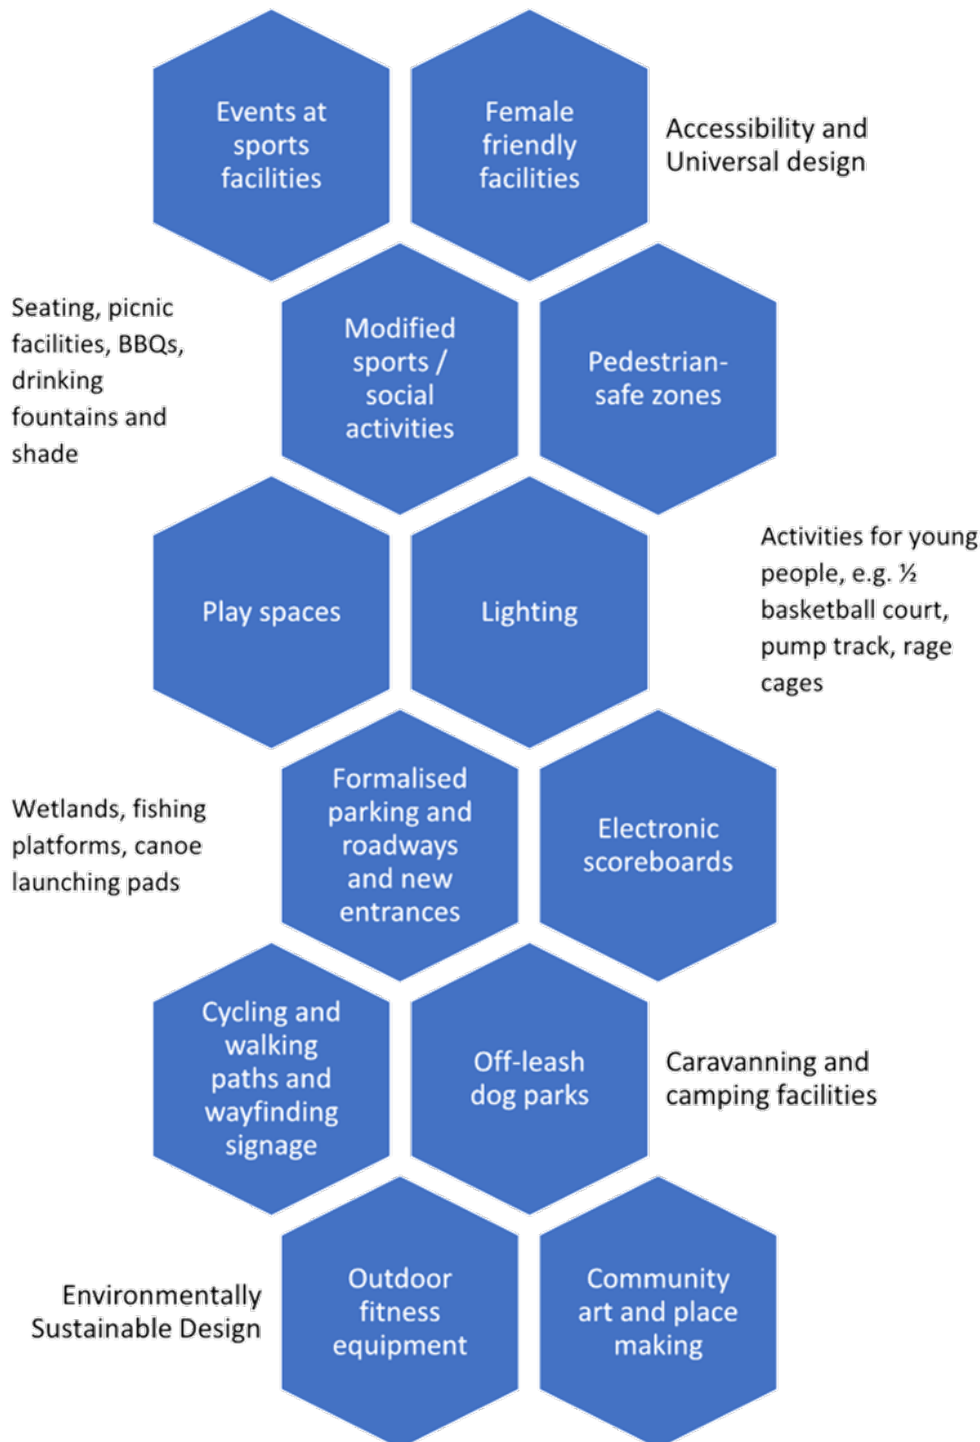 Events at
sports
facilities
Female
friendly
facilities
Accessibility and
Universal design
Seating, picnic
facilities, BBQs,
drinking
fountains and
shade
Modified
sports /
social
activities
Pedestrian-
safe zones
Play spaces
Lighting
Activities for young
people, e.g. ½
basketball court,
pump track, rage
cages
Wetlands, fishing
platforms, canoe
launching pads
Formalised
parking and
roadways
and new
entrances
Electronic
scoreboards
Cycling and
walking
paths and
wayfinding
signage
Off-leash
dog parks
Caravanning and
camping facilities
Environmentally
Sustainable Design
Outdoor
fitness
equipment
Community
art and place
making